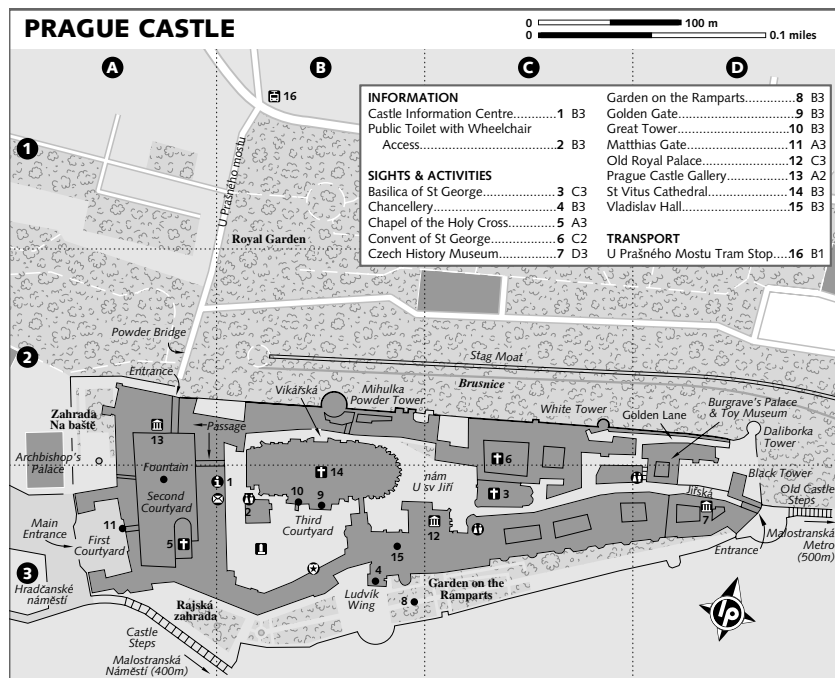 PRAGUE CASTLE
0 100 m
0 0.1 miles
A B C D
INFORMATION
Castle Information Centre.....1 B3
Public Toilet with Wheelchair
Access.....2 B3
SIGHTS & ACTIVITIES
Basilica of St George.....3 C3
Chancellery.....4 B3
Chapel of the Holy Cross.....5 A3
Convent of St George.....6 C2
Czech History Museum.....7 D3
Garden on the Ramparts.....8 B3
Golden Gate.....9 B3
Great Tower.....10 B3
Matthias Gate.....11 A3
Old Royal Palace.....12 C3
Prague Castle Gallery.....13 A2
St Vitus Cathedral.....14 B3
Vladislav Hall.....15 B3
TRANSPORT
U Prašného Mostu Tram Stop.....16 B1
16
1
U Prašného mostu
Royal Garden
Powder Bridge
2
Stag Moat
Brusnice
Entrance
Vikářská
Mihulka
Powder Tower
White Tower
Golden Lane
Burgrave's Palace
& Toy Museum
Daliborka
Tower
Zahrada
Na baště
13
Passage
Archbishop's
Palace
Fountain
Second
Courtyard
1
14
nám
U sv Jiří
6
3
Black Tower
Jiřská
Old Castle
Steps
Main
Entrance
11
First
Courtyard
5
2
10
9
Third
Courtyard
12
15
7
Entrance
Malostranská
Metro
(500m)
3
Hradčanské
náměstí
Rajská
zahrada
4
Ludvík
Wing
8
Garden on the
Ramparts
Castle
Steps
Malostranská
Náměstí (400m)
lp